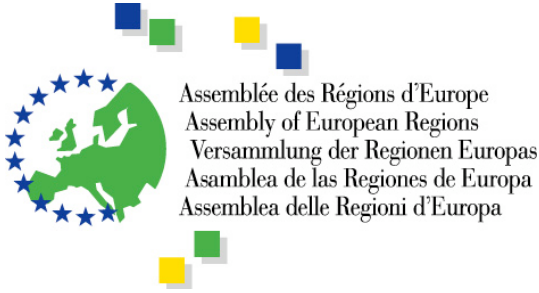 Assemblée des Régions d'Europe
Assembly of European Regions
Versammlung der Regionen Europas
Asamblea de las Regiones de Europa
Assemblea delle Regioni d'Europa